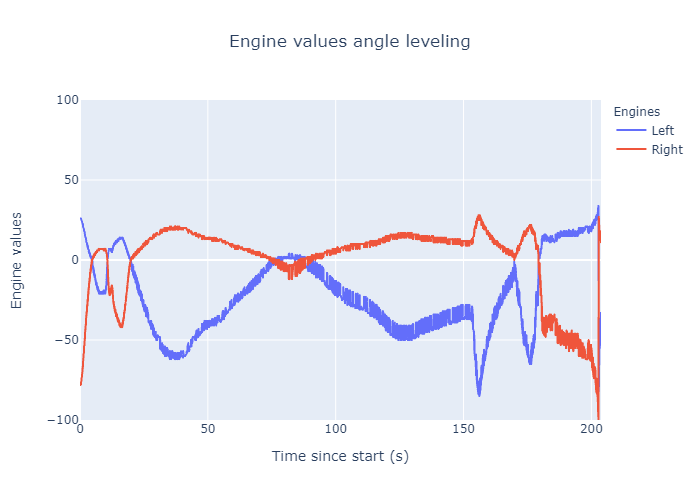 Engine values angle leveling
Engines
Left
Right
Engine values
100
50
0
−50
−100
0
50
100
150
200
Time since start (s)